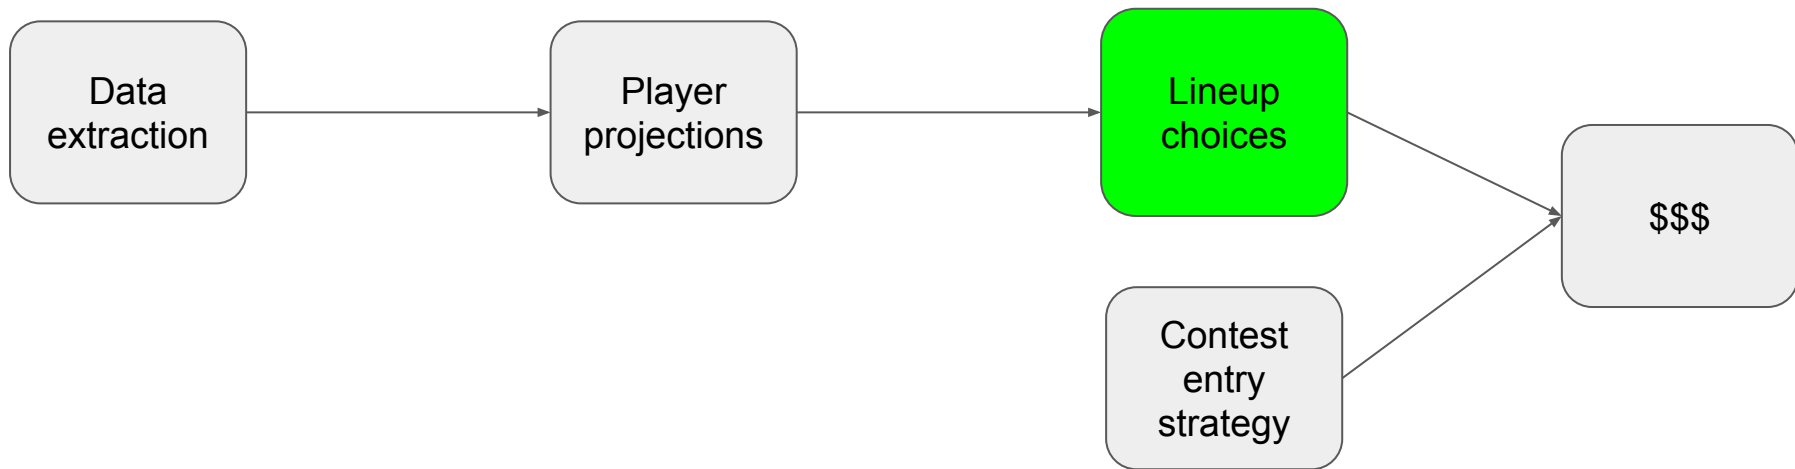 Data
extraction
Player
projections
Lineup
choices
$$$
Contest
entry
strategy